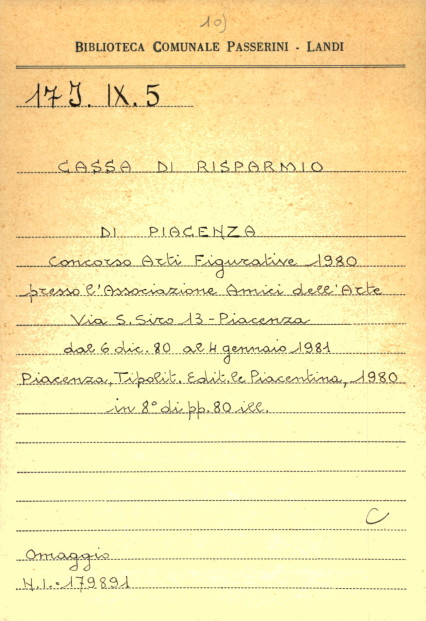 10)
BIBLIOTECA COMUNALE PASSERINI - LANDI
17 J. IX. 5
CASSA DI RISPARMIO
DI PIACENZA
Concorso Arti Figurative 1980
presso l'Associazione Amici dell'Arte
Via S. Siro 13 - Piacenza
dal 6 dic. 80 al 4 gennaio 1981
Piacenza, Tipolit. Edit.le Piacentina, 1980
in 8° di pp. 80 ill.
C
Omaggio
N.I. = 179891